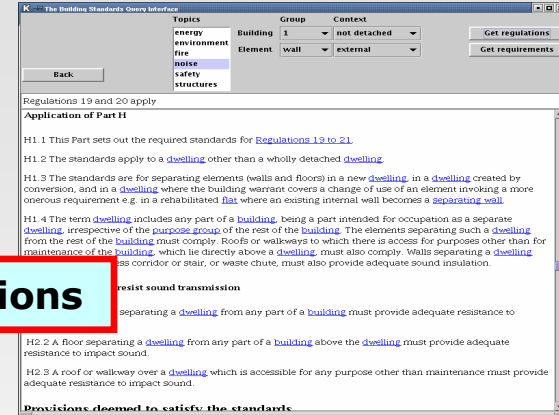 The Building Standards Query Interface
Topics Group Context
energy
environment
fire
noise
safety
structures
Building 1 not detached Get regulations
Element wall external Get requirements
Back
Regulations 19 and 20 apply
Application of Part H
H1.1 This Part sets out the required standards for Regulations 19 to 21.
H1.2 The standards apply to a dwelling other than a wholly detached dwelling.
H1.3 The standards are for separating elements (walls and floors) in a new dwelling, in a dwelling created by
conversion, and in a dwelling where the building warrant covers a change of use of an element invoking a more
onerous requirement e.g. in a rehabilitated flat where an existing internal wall becomes a separating wall.
H1.4 The term dwelling includes any part of a building, being a part intended for occupation as a separate
dwelling, irrespective of the purpose group of the rest of the building. The elements separating such a dwelling
from the rest of the building must comply. Roofs or walkways to which there is access for purposes other than for
maintenance of the building, which lie directly above a dwelling, must also comply. Walls separating a dwelling
ess corridor or stair, or waste chute, must also provide adequate sound insulation.
ions
resist sound transmission
separating a dwelling from any part of a building must provide adequate resistance to
H2.2 A floor separating a dwelling from any part of a building above the dwelling must provide adequate
resistance to impact sound.
H2.3 A roof or walkway over a dwelling which is accessible for any purpose other than maintenance must provide
adequate resistance to impact sound.
Provisions deemed to satisfy the standards